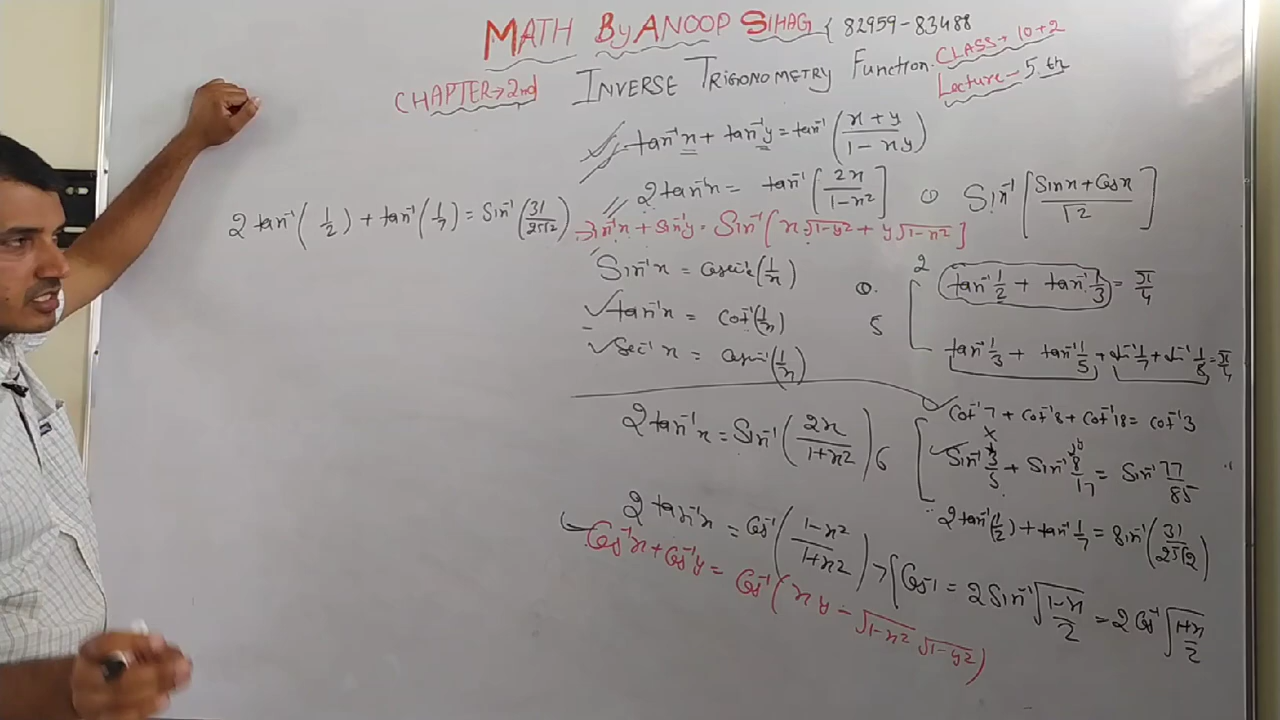 MATH By ANOOP SIHAG { 82959-83488
CHAPTER→2nd INVERSE TRIGONOMETRY Function. CLASS→10+2
Lecture-5th
tan⁻¹x + tan⁻¹y = tan⁻¹(x+y/1-xy)
2tan⁻¹x = tan⁻¹[2x/1-x²]
Sin⁻¹[Sinx+Cosx/√2]
2tan⁻¹(1/2) + tan⁻¹(1/7) = Sin⁻¹(31/25√2)
→ Sin⁻¹x + Sin⁻¹y = Sin⁻¹[x√1-y² + y√1-x²]
Sin⁻¹x = Cosec⁻¹(1/x)
tan⁻¹x = Cot⁻¹(1/x)
Sec⁻¹x = Cos⁻¹(1/x)
2 tan⁻¹1/2 + tan⁻¹1/3 = π/4
5 tan⁻¹1/3 + tan⁻¹1/5 + tan⁻¹1/7 + tan⁻¹1/8 = π/4
2tan⁻¹x = Sin⁻¹(2x/1+x²)
2tan⁻¹x = Cos⁻¹(1-x²/1+x²) → [Cos⁻¹ = 2Sin⁻¹√1-x/2 = 2Cos⁻¹√1+x/2
Cos⁻¹x + Cos⁻¹y = Cos⁻¹(xy - √1-x² √1-y²)
Cot⁻¹7 + Cot⁻¹8 + Cot⁻¹18 = Cot⁻¹3
6 Sin⁻¹3/5 + Sin⁻¹8/17 = Sin⁻¹77/85
2tan⁻¹(1/2) + tan⁻¹1/7 = Sin⁻¹(31/25√2)